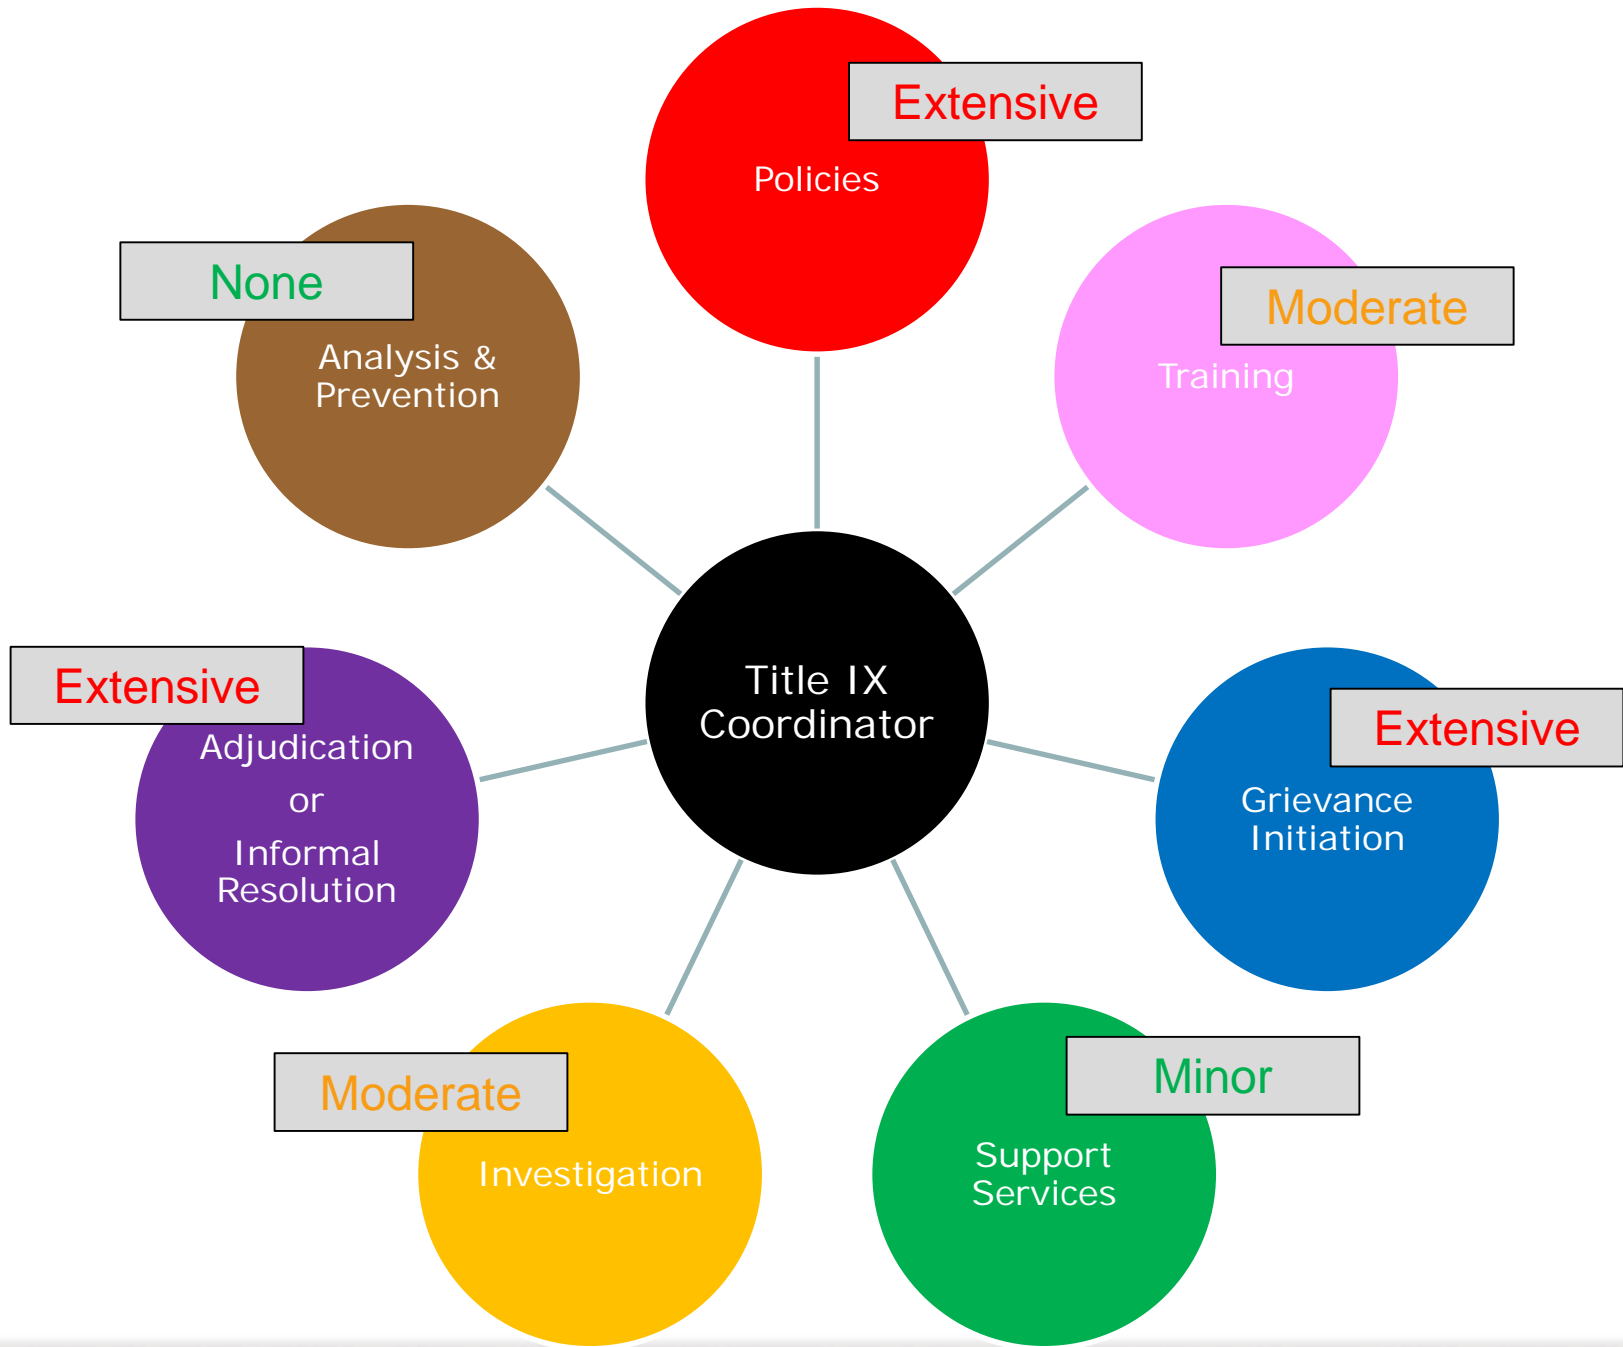 Extensive
Policies
None
Analysis &
Prevention
Moderate
Training
Title IX
Coordinator
Extensive
Adjudication
or
Informal
Resolution
Extensive
Grievance
Initiation
Moderate
Investigation
Minor
Support
Services